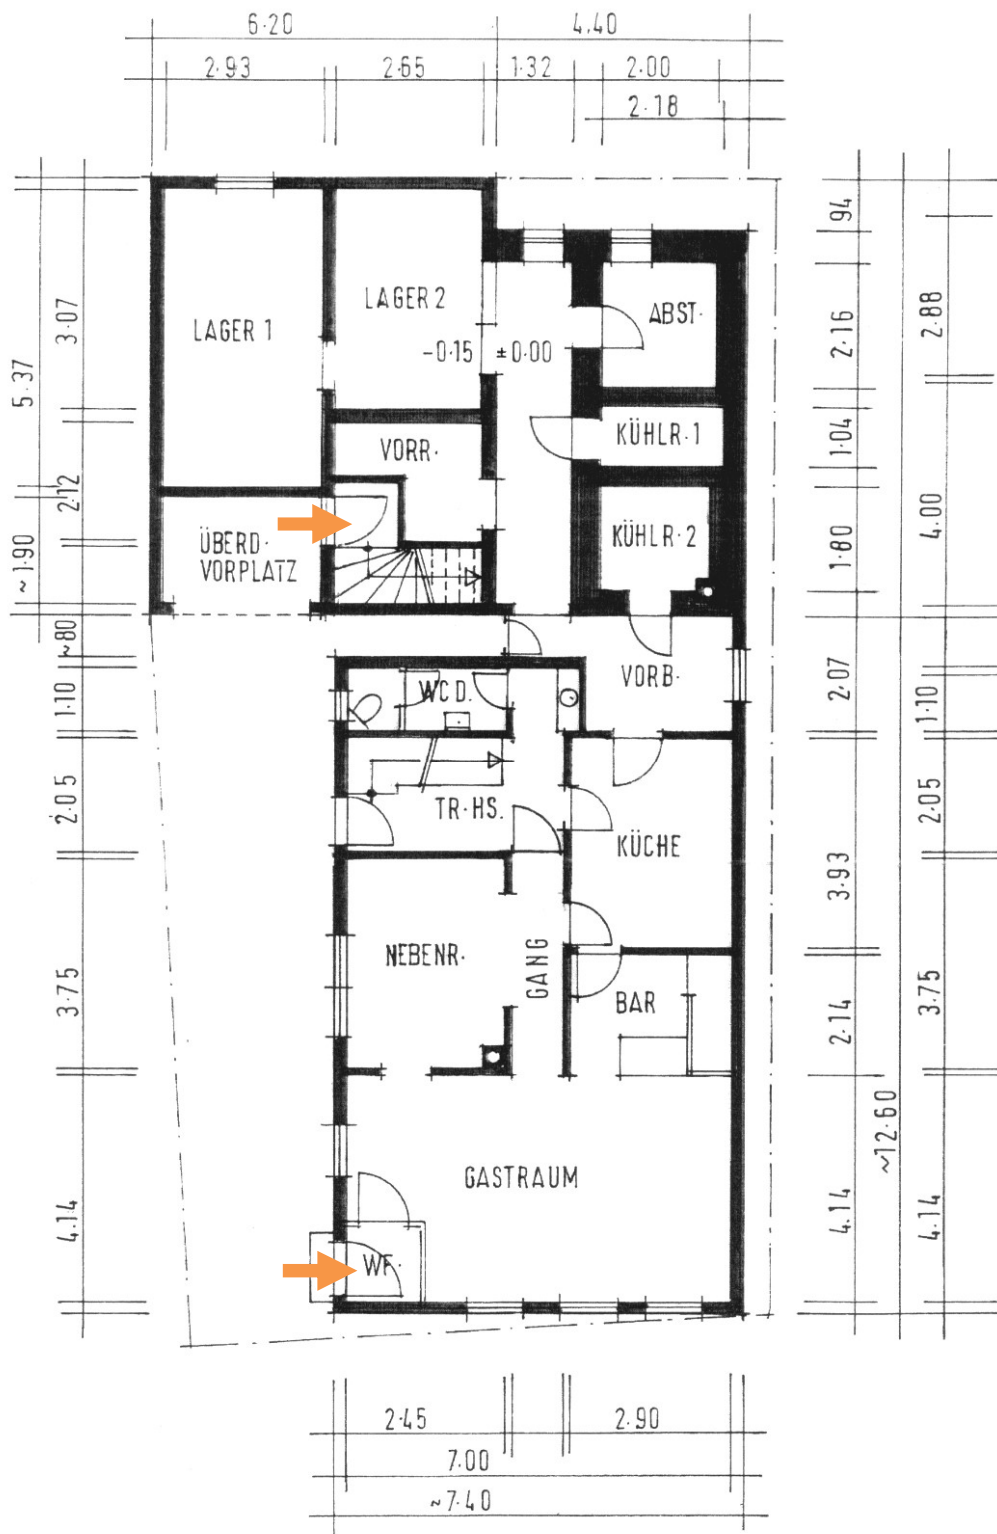 6·20
4.40
2·93
2·65
1·32
2.00
2·18
94
3·07
LAGER 2
ABST·
2·88
LAGER 1
2·16
-0.15
±0.00
5·37
KÜHLR·1
1·04
VORR·
2·12
4.00
ÜBERD·
VORPLATZ
KÜHLR·2
1·80
~1·90
~80
WC D.
VORB·
2·07
1·10
1·10
2·05
TR·HS.
KÜCHE
2·05
3·93
NEBENR·
GANG
BAR
3·75
3·75
2·14
~12·60
GASTRAUM
4.14
4.14
4.14
WF·
2·45
2·90
7.00
~7·40